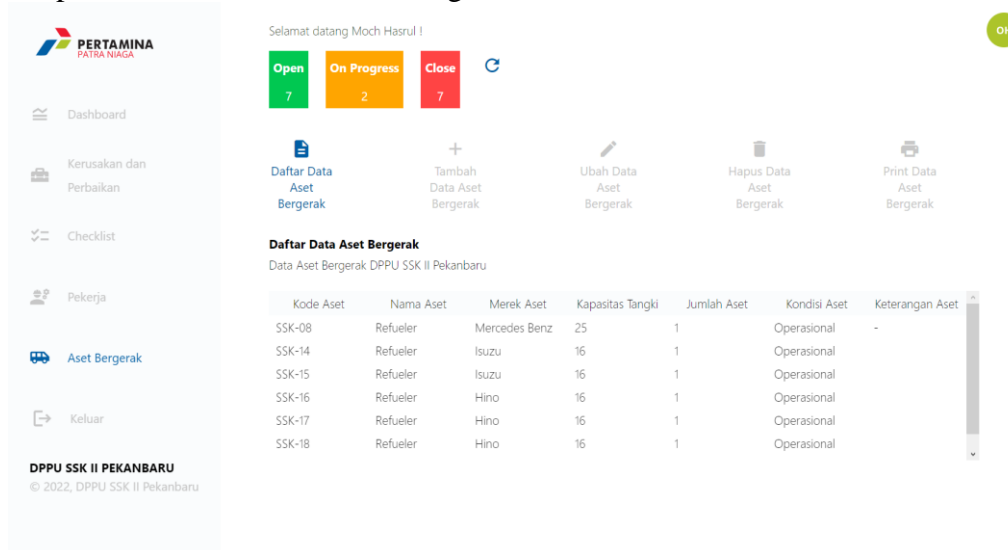 PERTAMINA
PATRA NIAGA
Dashboard
Kerusakan dan
Perbaikan
Checklist
Pekerja
Aset Bergerak
Keluar
DPPU SSK II PEKANBARU
© 2022, DPPU SSK II Pekanbaru
Selamat datang Moch Hasrul !
Open On Progress Close
7 2 7
Daftar Data
Aset
Bergerak
Tambah
Data Aset
Bergerak
Ubah Data
Aset
Bergerak
Hapus Data
Aset
Bergerak
Print Data
Aset
Bergerak
Daftar Data Aset Bergerak
Data Aset Bergerak DPPU SSK II Pekanbaru
Kode Aset Nama Aset Merek Aset Kapasitas Tangki Jumlah Aset Kondisi Aset Keterangan Aset
SSK-08 Refueler Mercedes Benz 25 1 Operasional -
SSK-14 Refueler Isuzu 16 1 Operasional
SSK-15 Refueler Isuzu 16 1 Operasional
SSK-16 Refueler Hino 16 1 Operasional
SSK-17 Refueler Hino 16 1 Operasional
SSK-18 Refueler Hino 16 1 Operasional